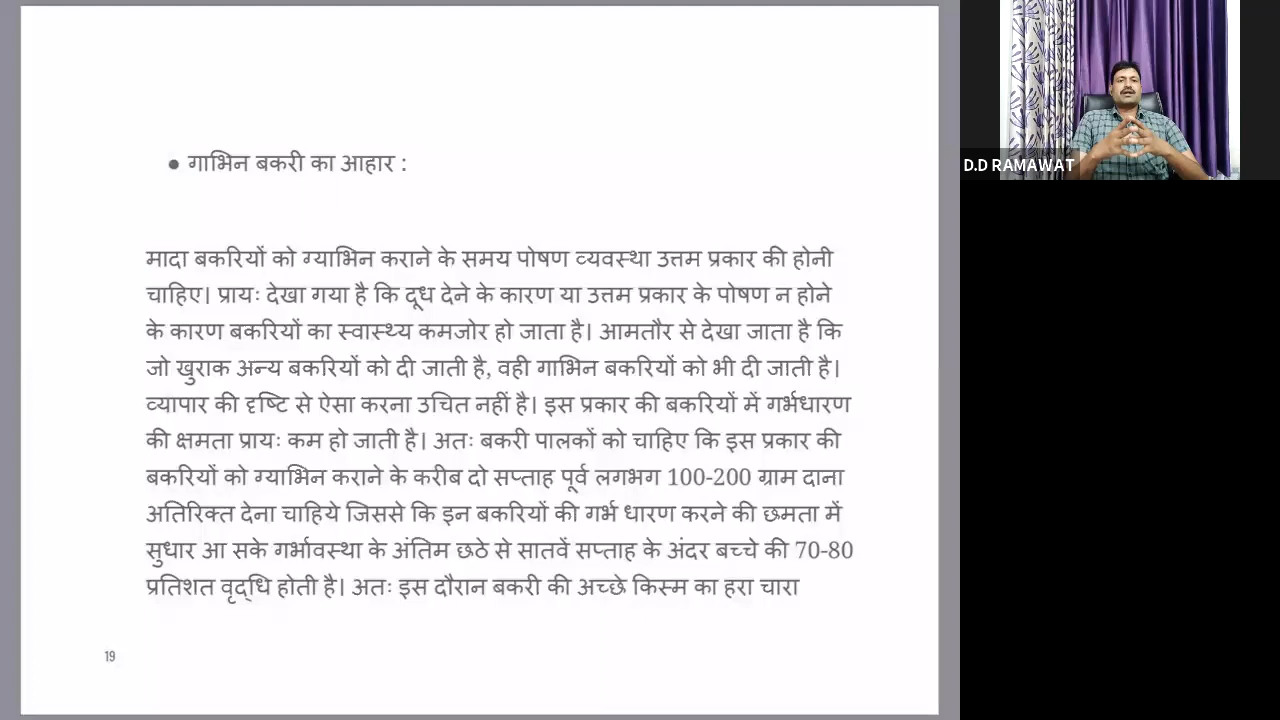 ● गाभिन बकरी का आहार :
मादा बकरियों को ग्याभिन कराने के समय पोषण व्यवस्था उत्तम प्रकार की होनी
चाहिए। प्रायः देखा गया है कि दूध देने के कारण या उत्तम प्रकार के पोषण न होने
के कारण बकरियों का स्वास्थ्य कमजोर हो जाता है। आमतौर से देखा जाता है कि
जो खुराक अन्य बकरियों को दी जाती है, वही गाभिन बकरियों को भी दी जाती है।
व्यापार की दृष्टि से ऐसा करना उचित नहीं है। इस प्रकार की बकरियों में गर्भधारण
की क्षमता प्रायः कम हो जाती है। अतः बकरी पालकों को चाहिए कि इस प्रकार की
बकरियों को ग्याभिन कराने के करीब दो सप्ताह पूर्व लगभग 100-200 ग्राम दाना
अतिरिक्त देना चाहिये जिससे कि इन बकरियों की गर्भ धारण करने की छमता में
सुधार आ सके गर्भावस्था के अंतिम छठे से सातवें सप्ताह के अंदर बच्चे की 70-80
प्रतिशत वृद्धि होती है। अतः इस दौरान बकरी की अच्छे किस्म का हरा चारा
19
D.D RAMAWAT